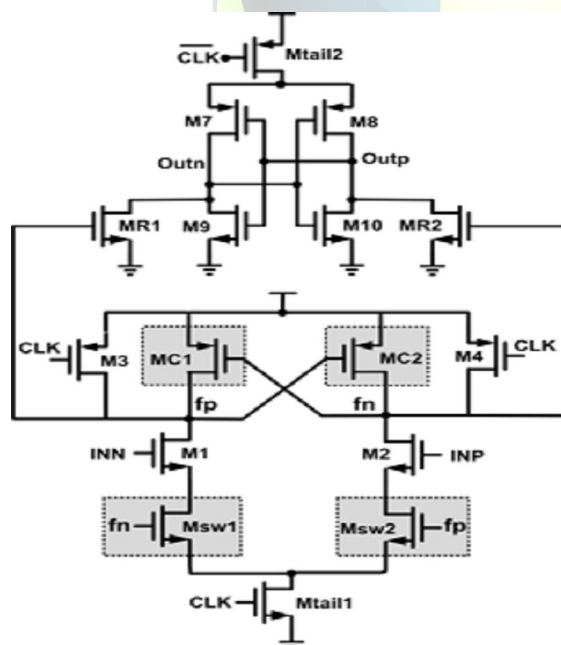 CLK Mtail2
M7 M8
Outn Outp
MR1 M9 M10 MR2
CLK M3 MC1 MC2 M4 CLK
fp fn
INN M1 M2 INP
fn Msw1 Msw2 fp
CLK Mtail1